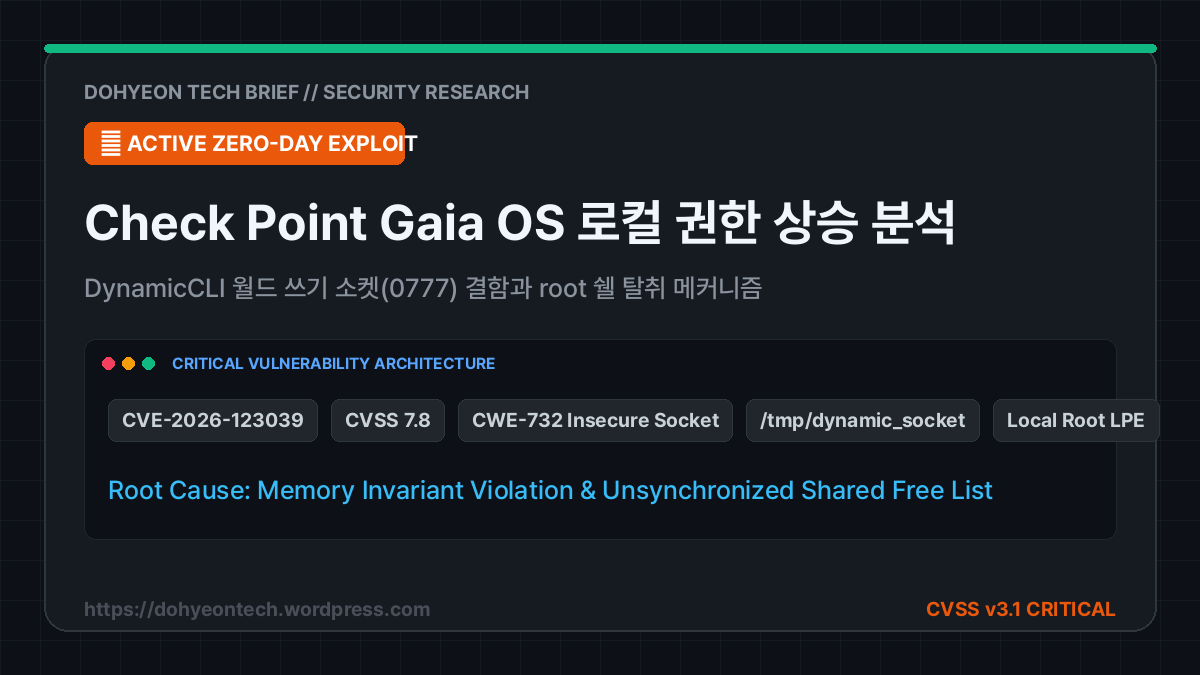 DOHYEON TECH BRIEF // SECURITY RESEARCH
ACTIVE ZERO-DAY EXPLOIT
Check Point Gaia OS 로컬 권한 상승 분석
DynamicCLI 월드 쓰기 소켓(0777) 결함과 root 쉘 탈취 메커니즘
CRITICAL VULNERABILITY ARCHITECTURE
CVE-2026-123039 CVSS 7.8 CWE-732 Insecure Socket /tmp/dynamic_socket Local Root LPE
Root Cause: Memory Invariant Violation & Unsynchronized Shared Free List
https://dohyeontech.wordpress.com CVSS v3.1 CRITICAL